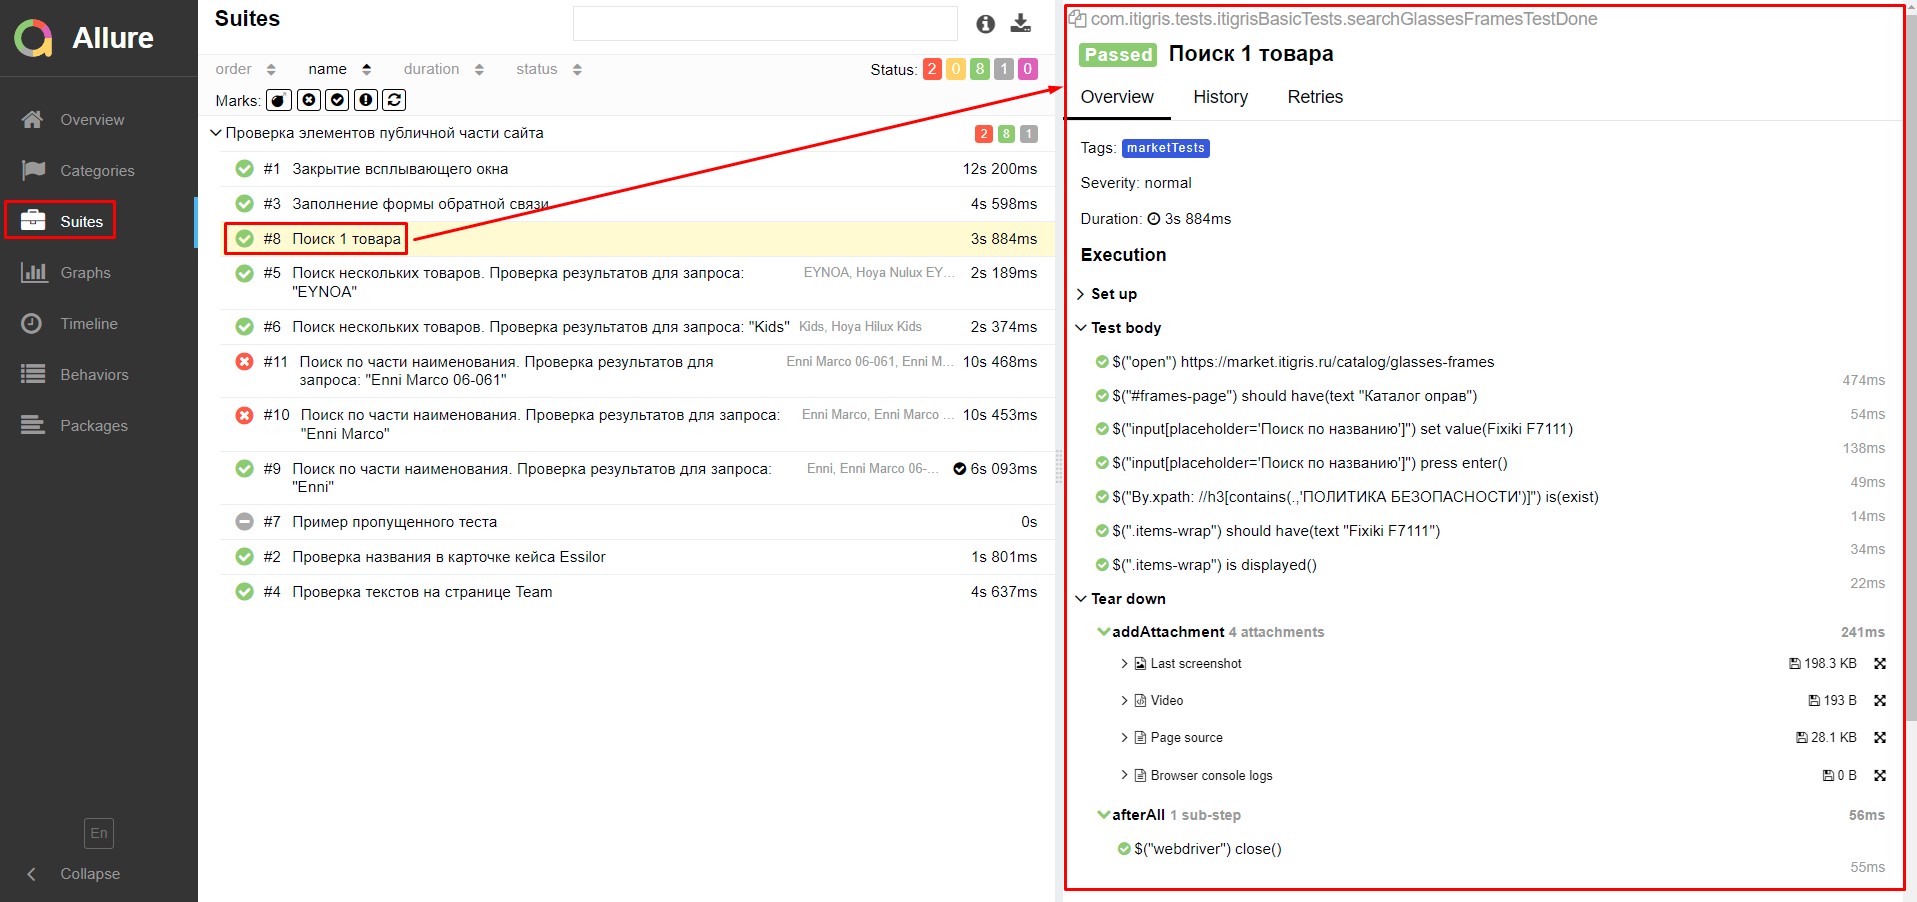 Allure
Overview
Categories
Suites
Graphs
Timeline
Behaviors
Packages
En
Collapse
Suites
order name duration status Status: 2 0 8 1 0
Marks:
Проверка элементов публичной части сайта 2 8 1
#1 Закрытие всплывающего окна 12s 200ms
#3 Заполнение формы обратной связи 4s 598ms
#8 Поиск 1 товара 3s 884ms
#5 Поиск нескольких товаров. Проверка результатов для запроса: EYNOA, Hoya Nulux EY... 2s 189ms
"EYNOA"
#6 Поиск нескольких товаров. Проверка результатов для запроса: "Kids" Kids, Hoya Hilux Kids 2s 374ms
#11 Поиск по части наименования. Проверка результатов для Enni Marco 06-061, Enni M... 10s 468ms
запроса: "Enni Marco 06-061"
#10 Поиск по части наименования. Проверка результатов для запроса: Enni Marco, Enni Marco ... 10s 453ms
"Enni Marco"
#9 Поиск по части наименования. Проверка результатов для запроса: Enni, Enni Marco 06-... 6s 093ms
"Enni"
#7 Пример пропущенного теста 0s
#2 Проверка названия в карточке кейса Essilor 1s 801ms
#4 Проверка текстов на странице Team 4s 637ms
com.itigris.tests.itigrisBasicTests.searchGlassesFramesTestDone
Passed Поиск 1 товара
Overview History Retries
Tags: marketTests
Severity: normal
Duration: 3s 884ms
Execution
Set up
Test body
$("open") https://market.itigris.ru/catalog/glasses-frames
474ms
$("#frames-page") should have(text "Каталог оправ")
54ms
$("input[placeholder='Поиск по названию']") set value(Fixiki F7111)
138ms
$("input[placeholder='Поиск по названию']") press enter()
49ms
$("By.xpath: //h3[contains(.,'ПОЛИТИКА БЕЗОПАСНОСТИ')]") is(exist)
14ms
$(".items-wrap") should have(text "Fixiki F7111")
34ms
$(".items-wrap") is displayed()
22ms
Tear down
addAttachment 4 attachments 241ms
Last screenshot 198.3 KB
Video 193 B
Page source 28.1 KB
Browser console logs 0 B
afterAll 1 sub-step 56ms
$("webdriver") close()
55ms